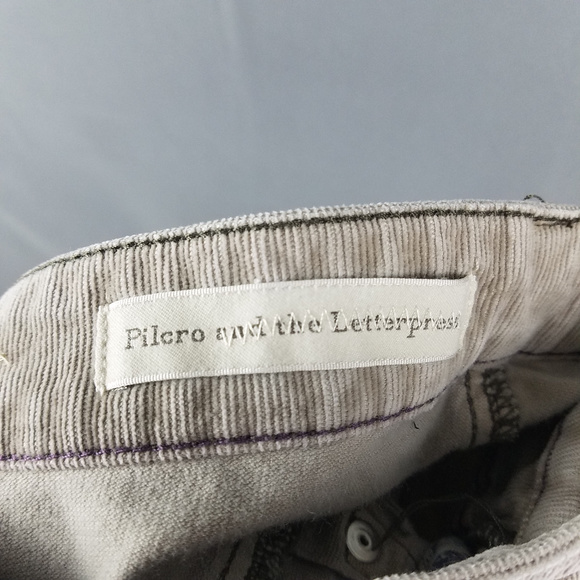 Pilcro and the Letterpress